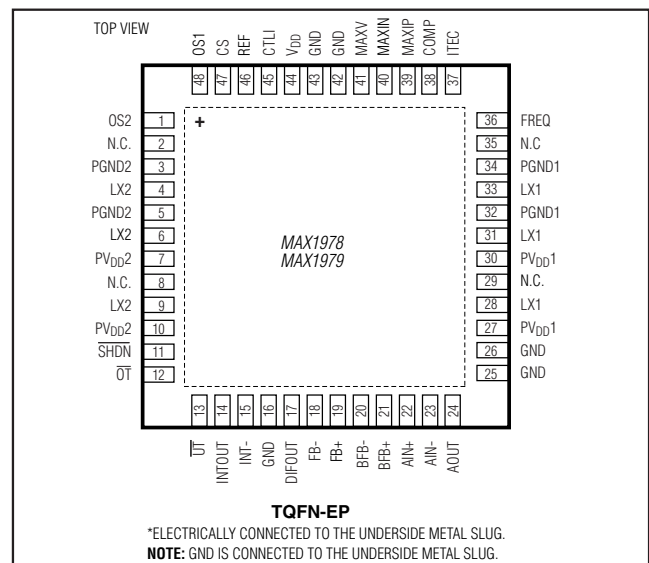 TOP VIEW
OS1 CS REF CTLI VDD GND GND MAXV MAXIN MAXIP COMP ITEC
48 47 46 45 44 43 42 41 40 39 38 37
+
OS2 1
N.C. 2
PGND2 3
LX2 4
PGND2 5
LX2 6
PVDD2 7
N.C. 8
LX2 9
PVDD2 10
SHDN 11
OT 12
MAX1978
MAX1979
36 FREQ
35 N.C
34 PGND1
33 LX1
32 PGND1
31 LX1
30 PVDD1
29 N.C.
28 LX1
27 PVDD1
26 GND
25 GND
13 14 15 16 17 18 19 20 21 22 23 24
UT INTOUT INT- GND DIFOUT FB- FB+ BFB- BFB+ AIN+ AIN- AOUT
TQFN-EP
*ELECTRICALLY CONNECTED TO THE UNDERSIDE METAL SLUG.
NOTE: GND IS CONNECTED TO THE UNDERSIDE METAL SLUG.